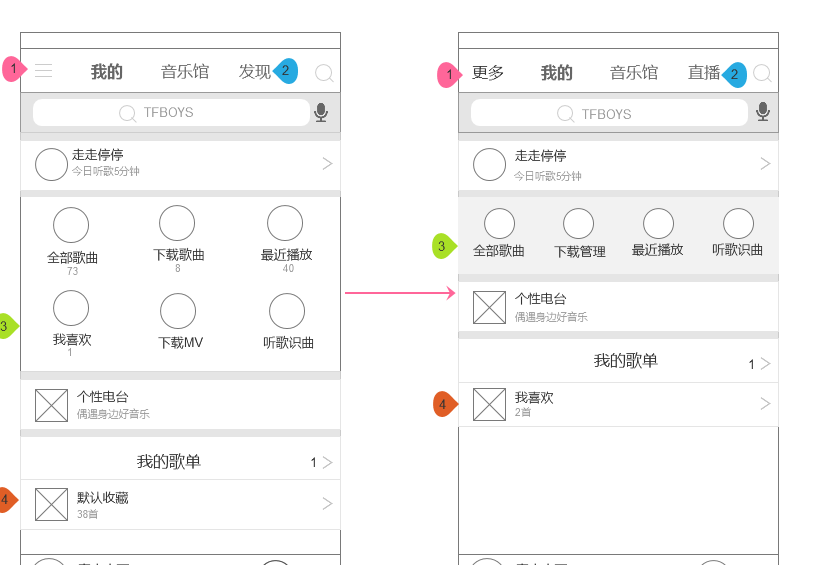 1
我的 音乐馆 发现 2
TFBOYS
走走停停
今日听歌5分钟
全部歌曲 下载歌曲 最近播放
73 8 40
3
我喜欢 下载MV 听歌识曲
1
个性电台
偶遇身边好音乐
我的歌单 1
4 默认收藏
38首
1 更多 我的 音乐馆 直播 2
TFBOYS
走走停停
今日听歌5分钟
3 全部歌曲 下载管理 最近播放 听歌识曲
个性电台
偶遇身边好音乐
我的歌单 1
4 我喜欢
2首